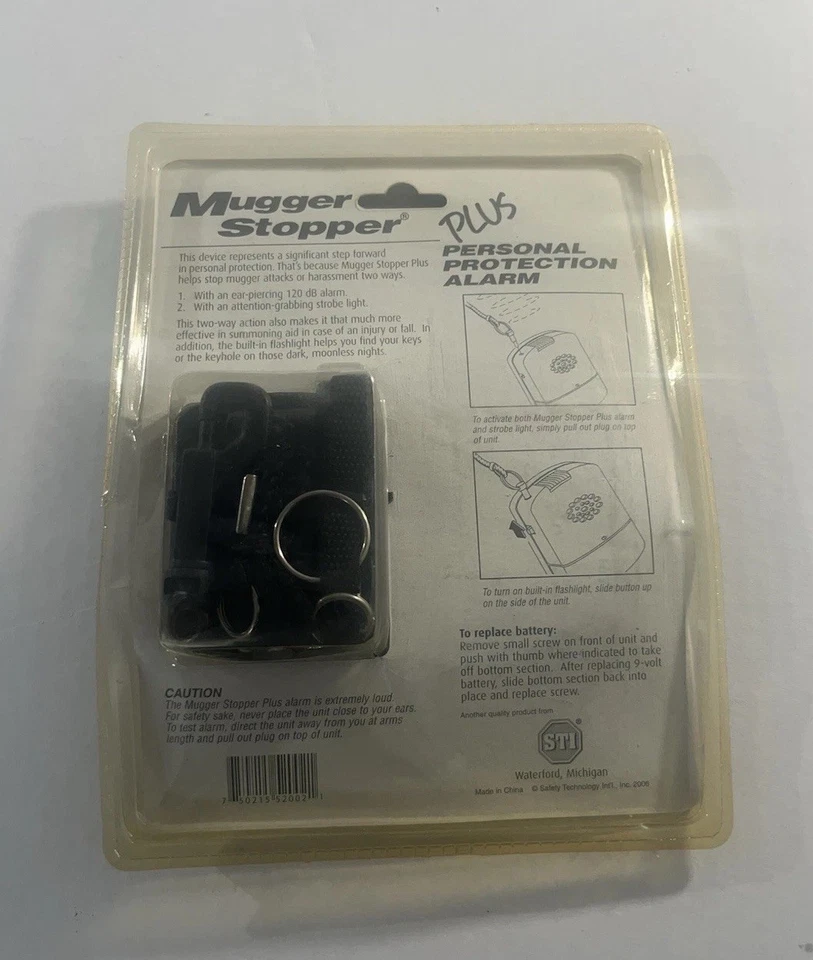 Mugger
Stopper®
PLUS
PERSONAL
PROTECTION
ALARM
This device represents a significant step forward
in personal protection. That's because Mugger Stopper Plus
helps stop mugger attacks or harassment two ways.
1. With an ear-piercing 120 dB alarm.
2. With an attention-grabbing strobe light.
This two-way action also makes it that much more
effective in summoning aid in case of an injury or fall. In
addition, the built-in flashlight helps you find your keys
or the keyhole on those dark, moonless nights.
To activate both Mugger Stopper Plus alarm
and strobe light, simply pull out plug on top
of unit.
To turn on built-in flashlight, slide button up
on the side of the unit.
To replace battery:
Remove small screw on front of unit and
push with thumb where indicated to take
off bottom section. After replacing 9-volt
battery, slide bottom section back into
place and replace screw.
Another quality product from
STI®
Waterford, Michigan
Made in China © Safety Technology Int'l., Inc. 2006
CAUTION
The Mugger Stopper Plus alarm is extremely loud.
For safety sake, never place the unit close to your ears.
To test alarm, direct the unit away from you at arms
length and pull out plug on top of unit.
7 50215 52002 1